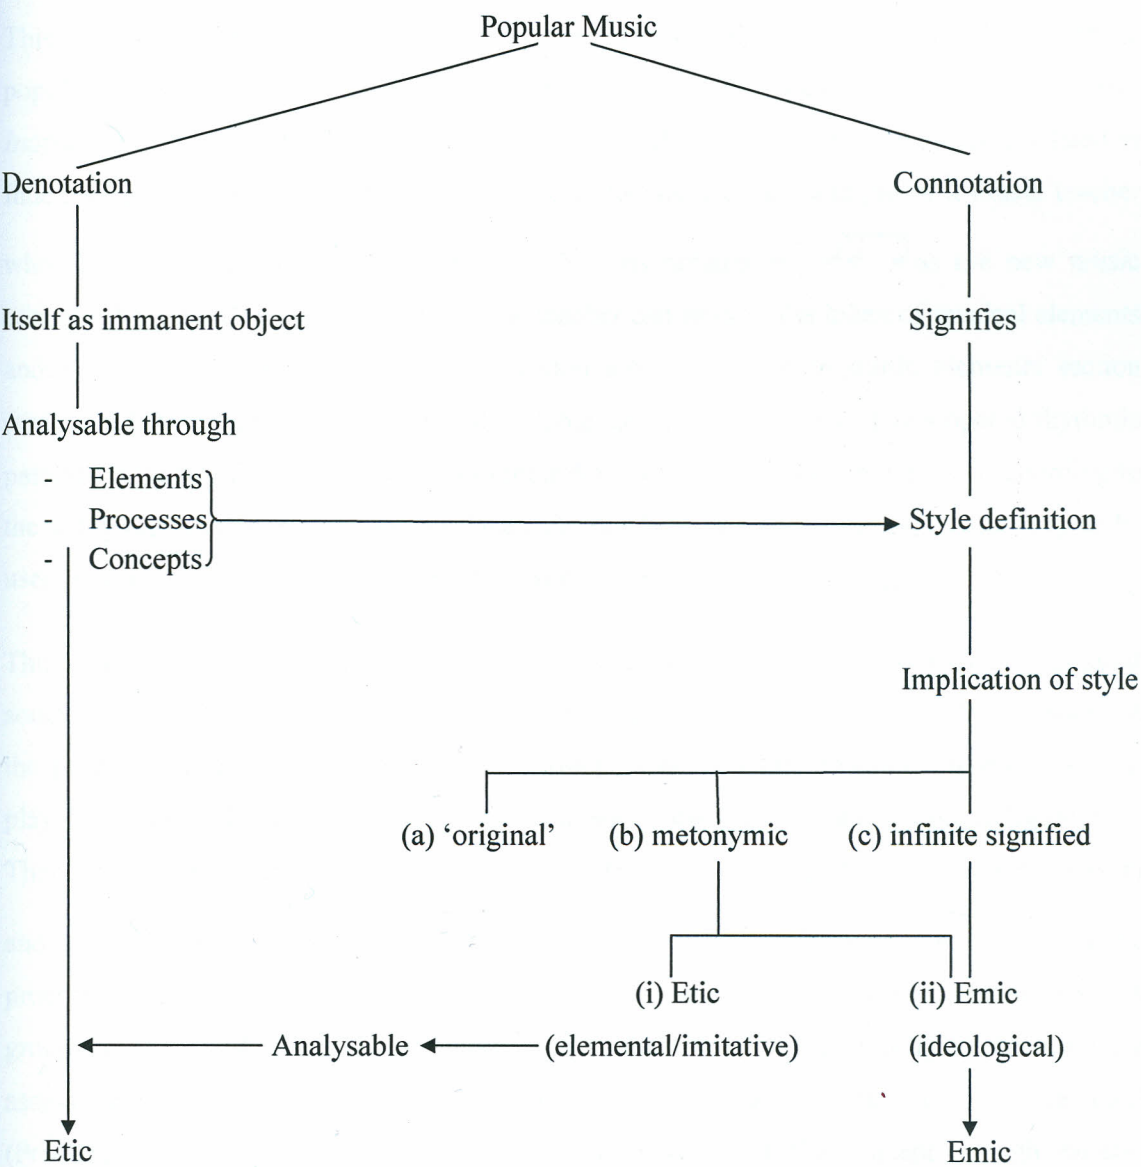 Popular Music
Denotation
Connotation
Itself as immanent object
Signifies
Analysable through
- Elements
- Processes
- Concepts
Style definition
Implication of style
(a) ‘original’
(b) metonymic
(c) infinite signified
(i) Etic
(ii) Emic
Analysable
(elemental/imitative)
(ideological)
Etic
Emic